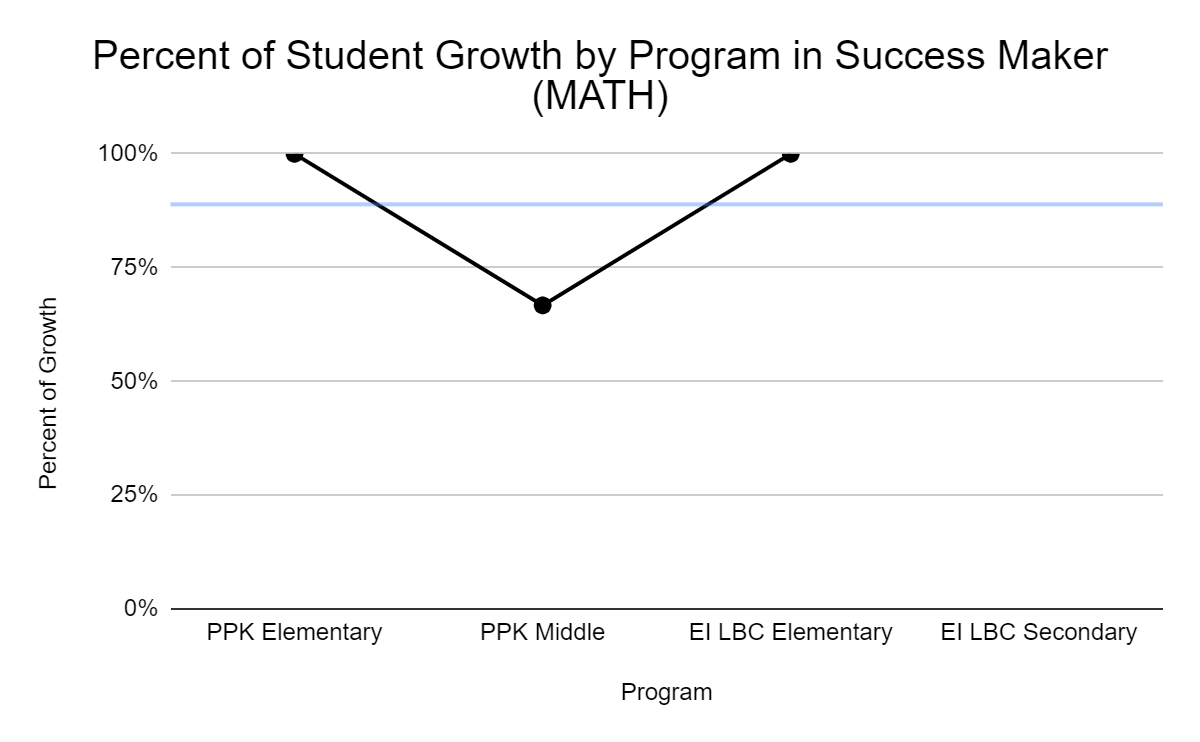 Percent of Student Growth by Program in Success Maker
(MATH)
100%
75%
50%
25%
0%
Percent of Growth
PPK Elementary
PPK Middle
EI LBC Elementary
EI LBC Secondary
Program